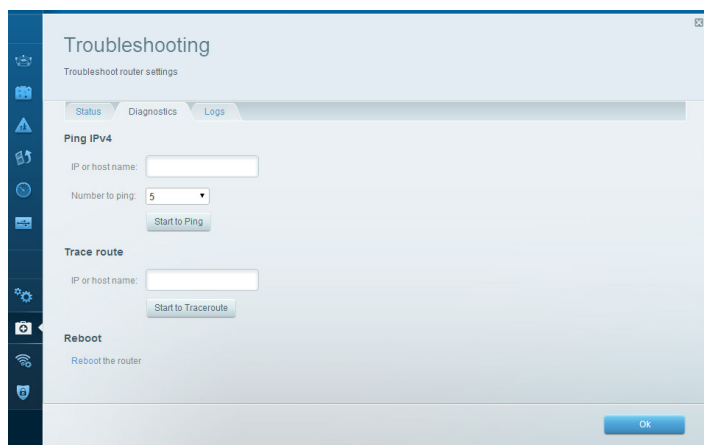 Troubleshooting
Troubleshoot router settings
Status Diagnostics Logs
Ping IPv4
IP or host name:
Number to ping: 5
Start to Ping
Trace route
IP or host name:
Start to Traceroute
Reboot
Reboot the router
Ok